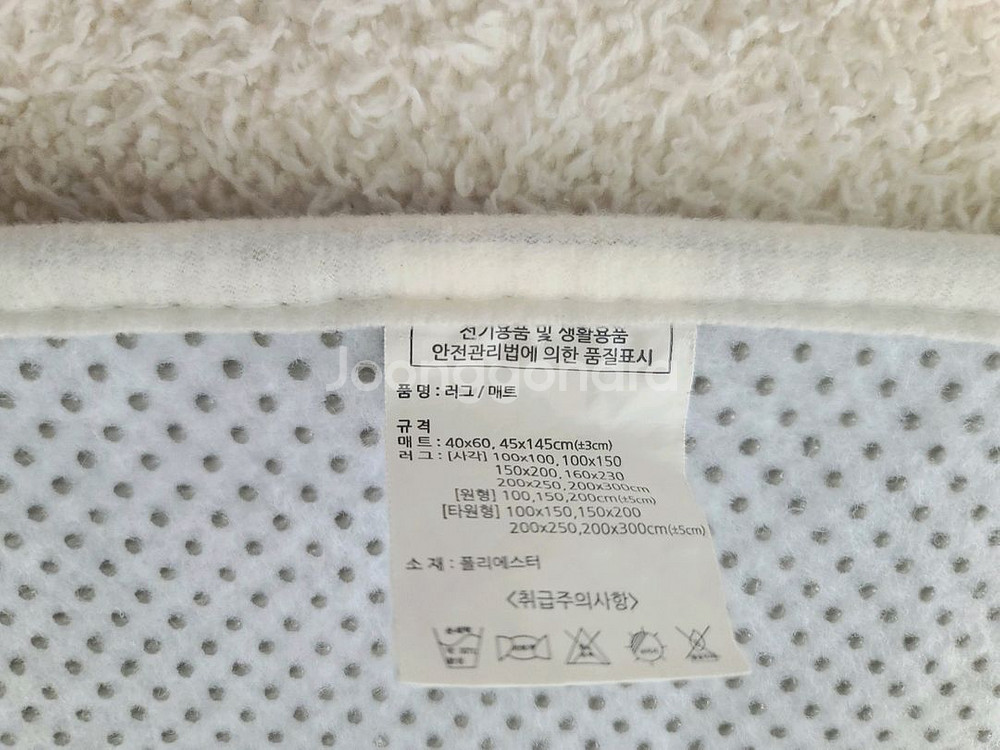 전기용품 및 생활용품
안전관리법에 의한 품질표시
Joonggonara
품 명 : 러그 / 매트
규 격
매 트 : 40x60, 45x145cm(±3cm)
러 그 : [사각] 100x100, 100x150
150x200, 160x230
200x250, 200x300cm
[원형] 100,150,200cm(±5cm)
[타원형] 100x150,150x200
200x250,200x300cm(±5cm)
소 재 : 폴리에스터
<취급주의사항>